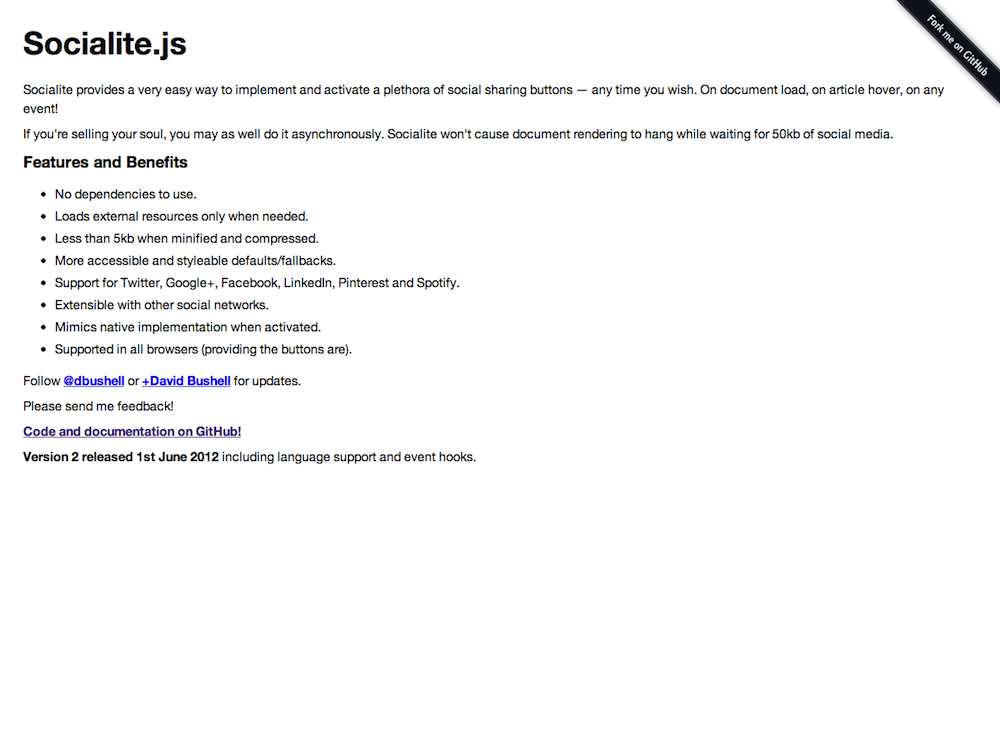 Socialite.js
Fork me on GitHub
Socialite provides a very easy way to implement and activate a plethora of social sharing buttons — any time you wish. On document load, on article hover, on any
event!
If you're selling your soul, you may as well do it asynchronously. Socialite won't cause document rendering to hang while waiting for 50kb of social media.
Features and Benefits
• No dependencies to use.
• Loads external resources only when needed.
• Less than 5kb when minified and compressed.
• More accessible and styleable defaults/fallbacks.
• Support for Twitter, Google+, Facebook, LinkedIn, Pinterest and Spotify.
• Extensible with other social networks.
• Mimics native implementation when activated.
• Supported in all browsers (providing the buttons are).
Follow @dbushell or +David Bushell for updates.
Please send me feedback!
Code and documentation on GitHub!
Version 2 released 1st June 2012 including language support and event hooks.